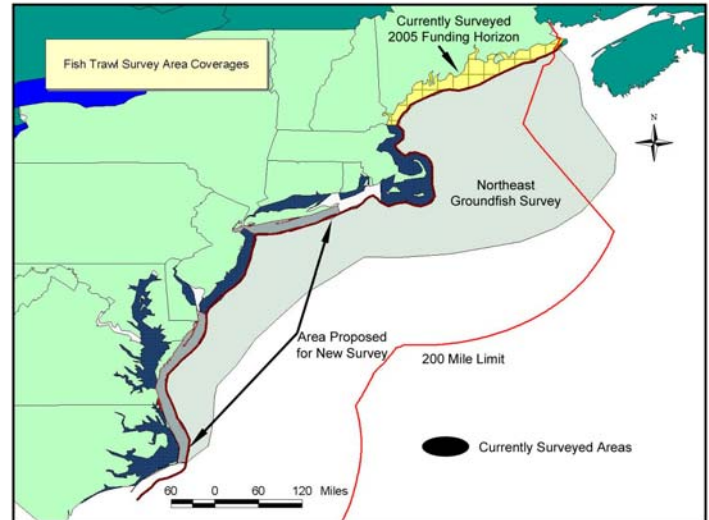 Currently Surveyed
2005 Funding Horizon
Fish Trawl Survey Area Coverages
N
Northeast
Groundfish Survey
Area Proposed
for New Survey
200 Mile Limit
Currently Surveyed Areas
60 0 60 120 Miles